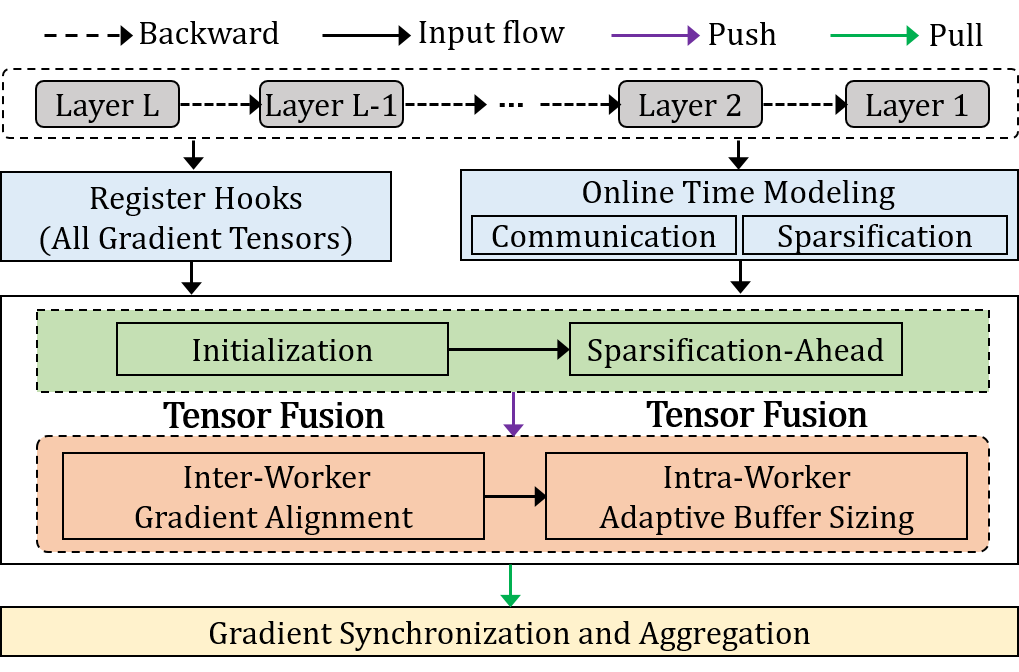 Backward Input flow Push Pull
Layer L Layer L-1 ... Layer 2 Layer 1
Register Hooks
(All Gradient Tensors)
Online Time Modeling
Communication Sparsification
Initialization Sparsification-Ahead
Tensor Fusion Tensor Fusion
Inter-Worker
Gradient Alignment
Intra-Worker
Adaptive Buffer Sizing
Gradient Synchronization and Aggregation